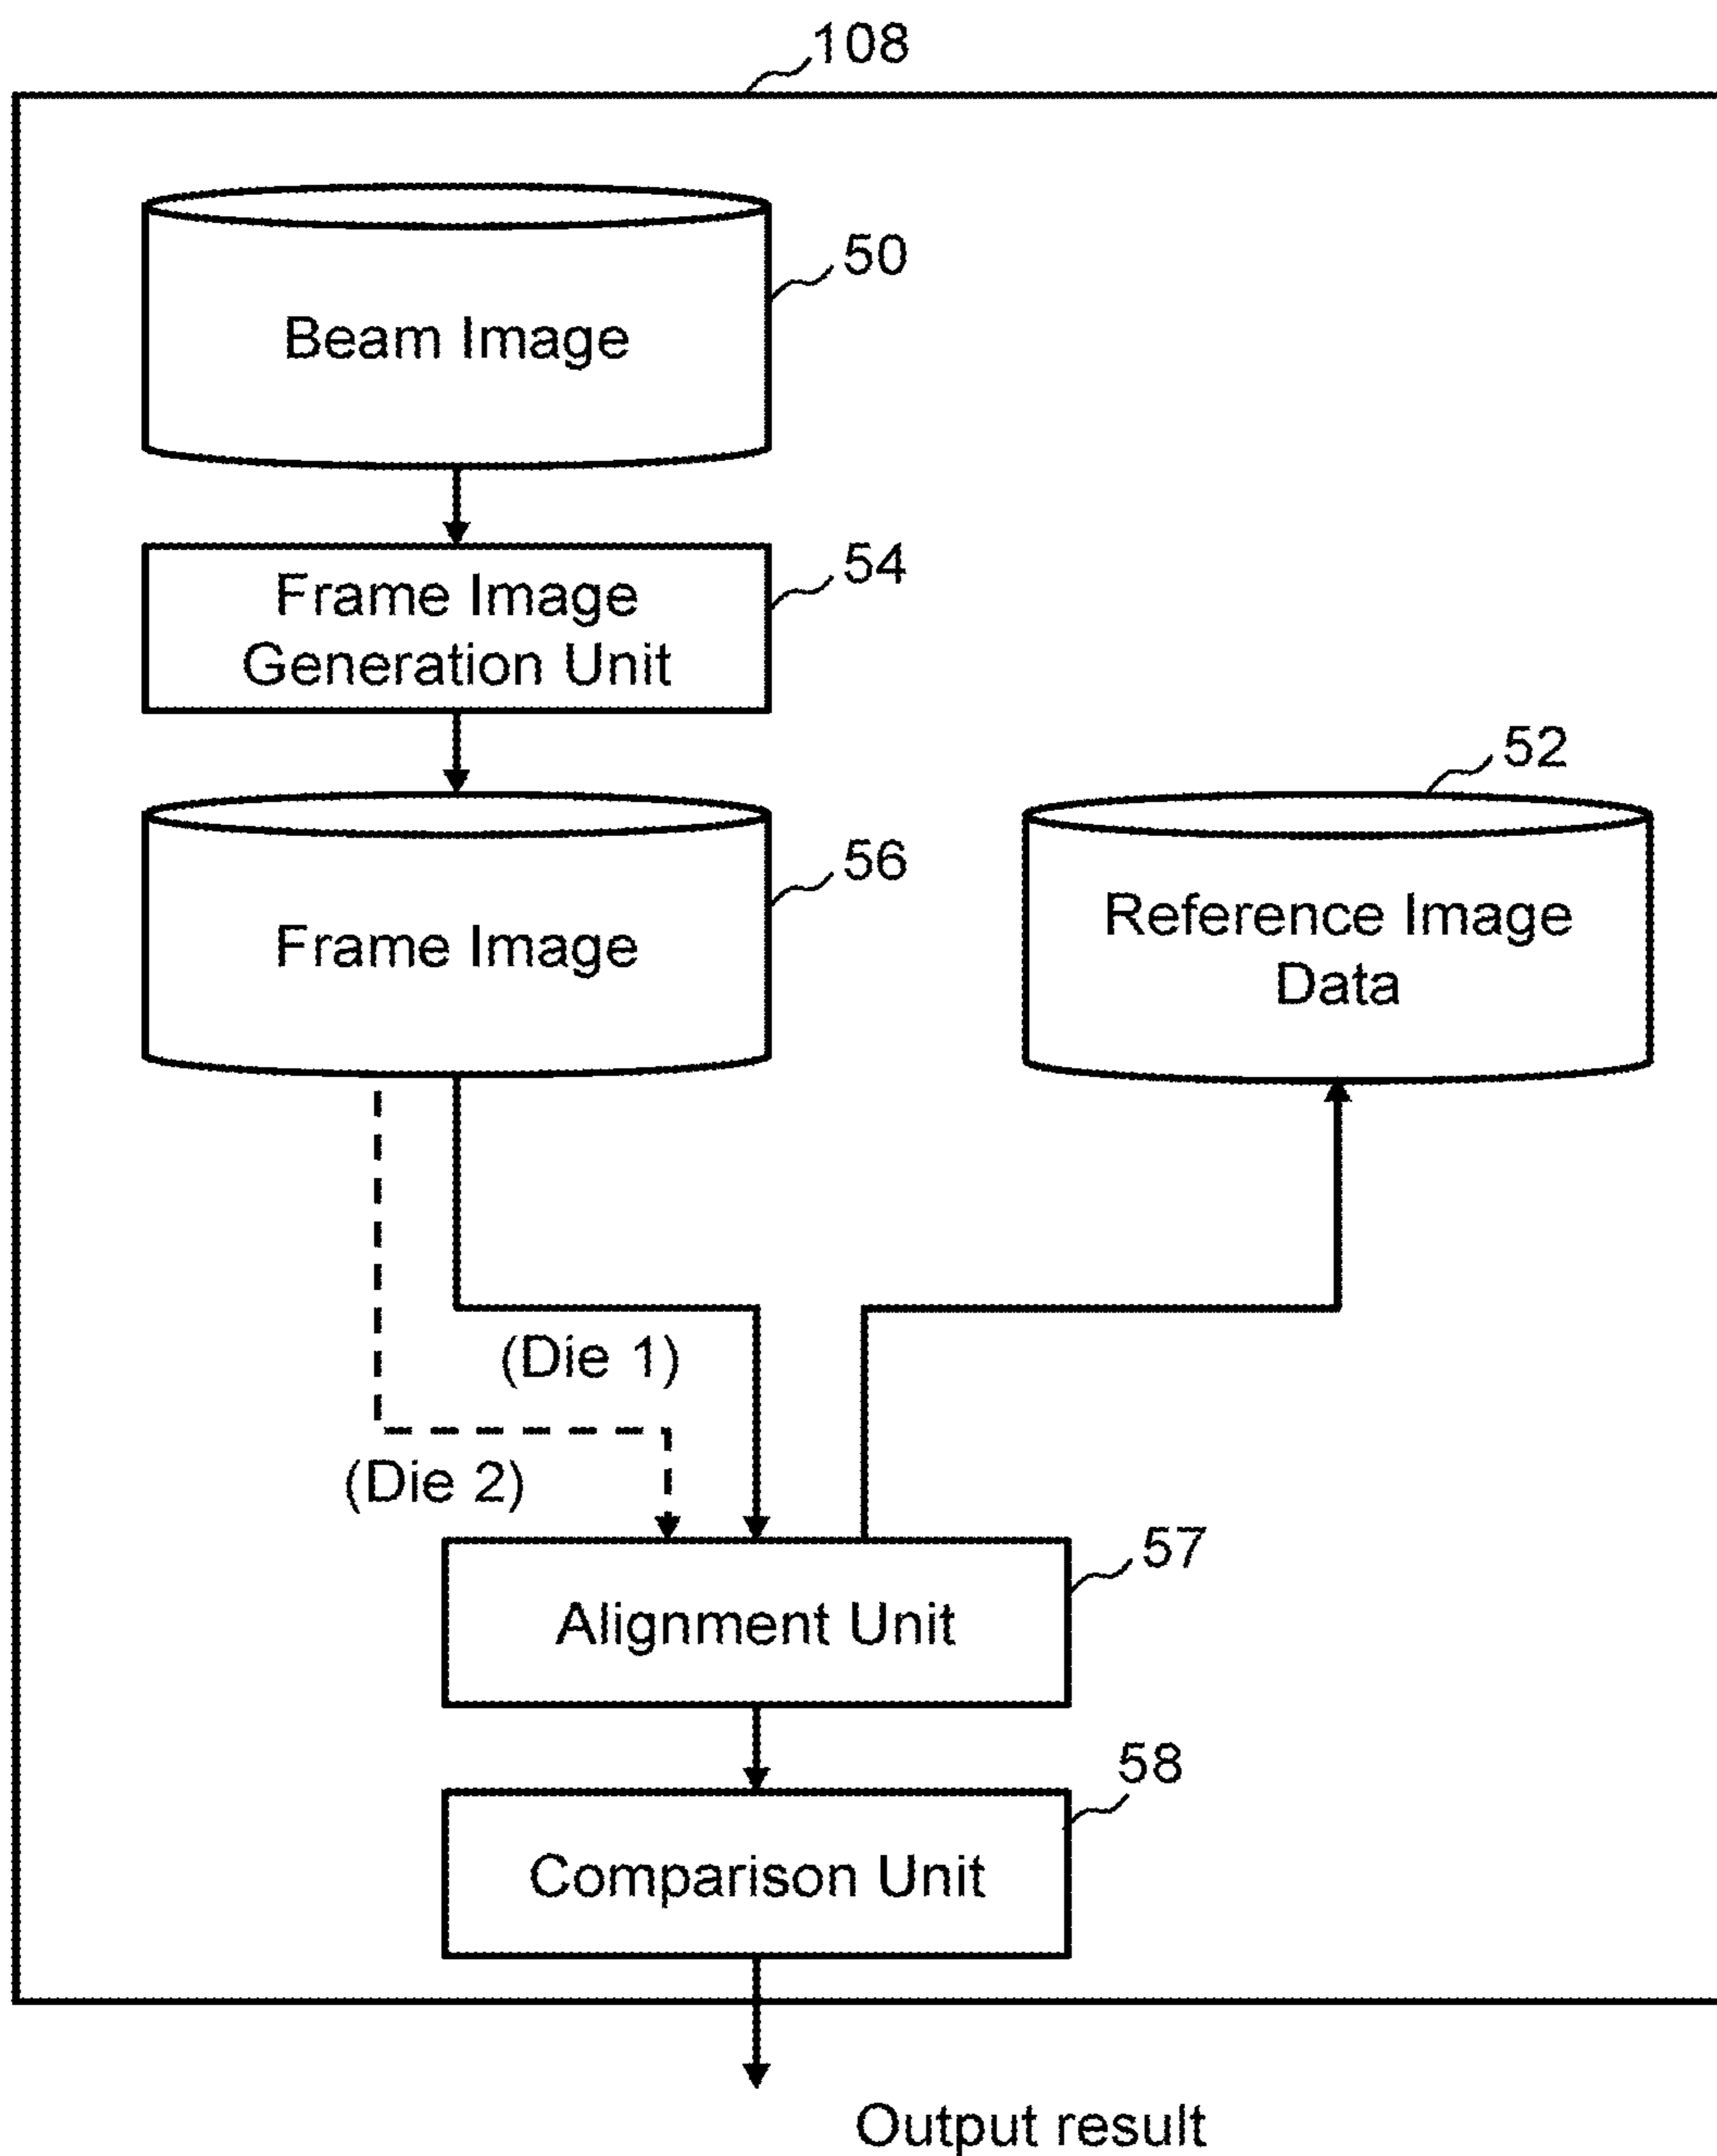 108
50
Beam Image
54
Frame Image
Generation Unit
52
56
Frame Image
Reference Image
Data
(Die 1)
(Die 2)
57
Alignment Unit
58
Comparison Unit
Output result